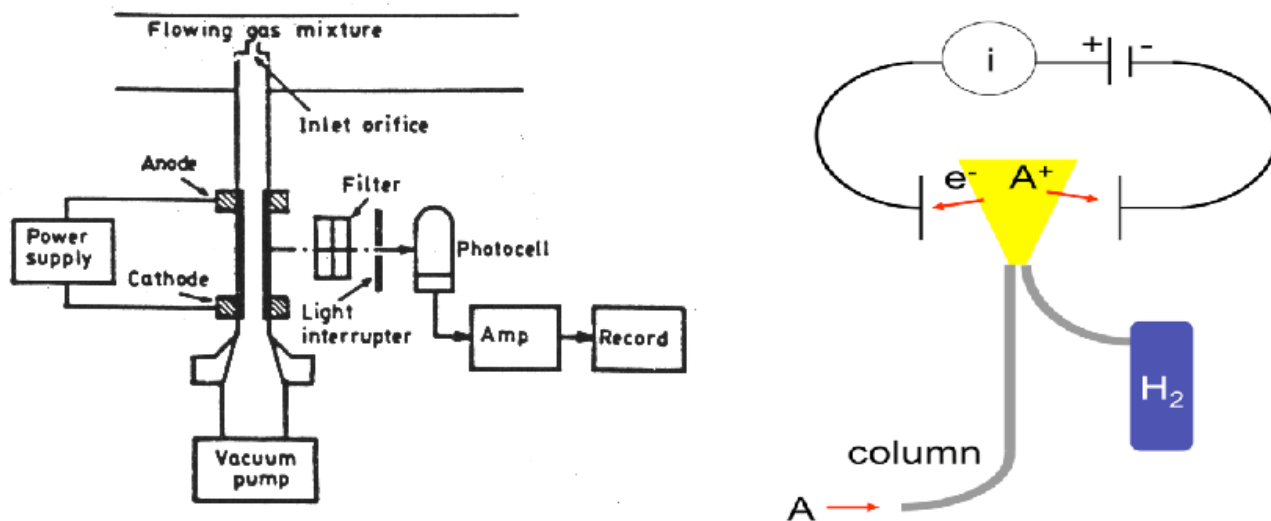 Flowing gas mixture
Inlet orifice
Anode
Filter
Power
supply
Photocell
Cathode
Light
interrupter
Amp
Record
Vacuum
pump
i
+
-
e⁻
A⁺
H₂
column
A